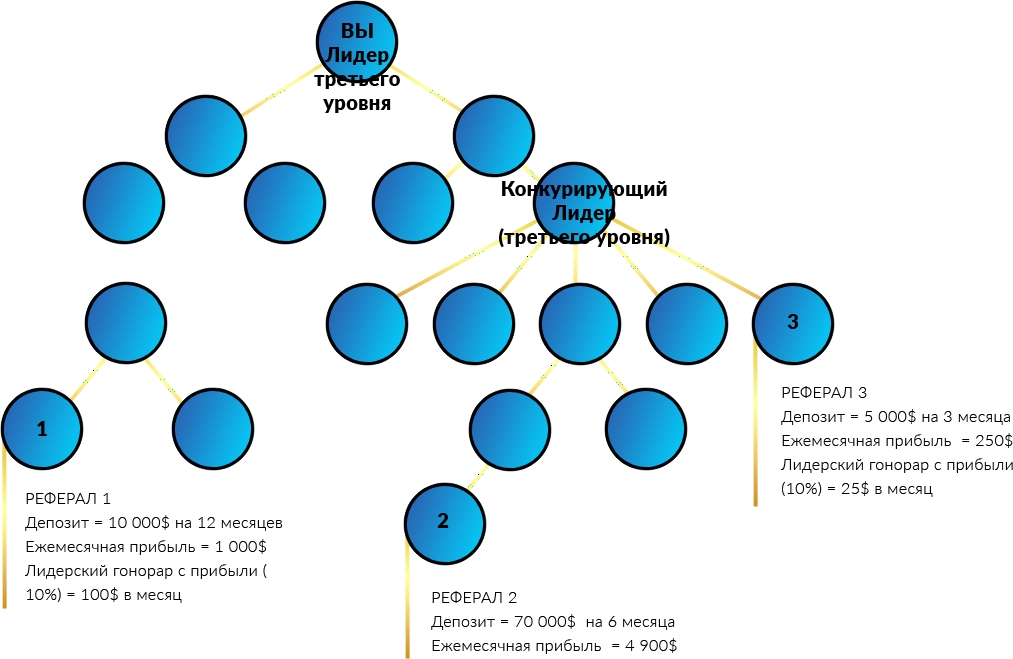 ВЫ
Лидер
третьего
уровня
Конкурирующий
Лидер
(третьего уровня)
3
РЕФЕРАЛ 3
Депозит = 5 000$ на 3 месяца
Ежемесячная прибыль = 250$
Лидерский гонорар с прибыли
(10%) = 25$ в месяц
1
РЕФЕРАЛ 1
Депозит = 10 000$ на 12 месяцев
Ежемесячная прибыль = 1 000$
Лидерский гонорар с прибыли (
10%) = 100$ в месяц
2
РЕФЕРАЛ 2
Депозит = 70 000$ на 6 месяца
Ежемесячная прибыль = 4 900$